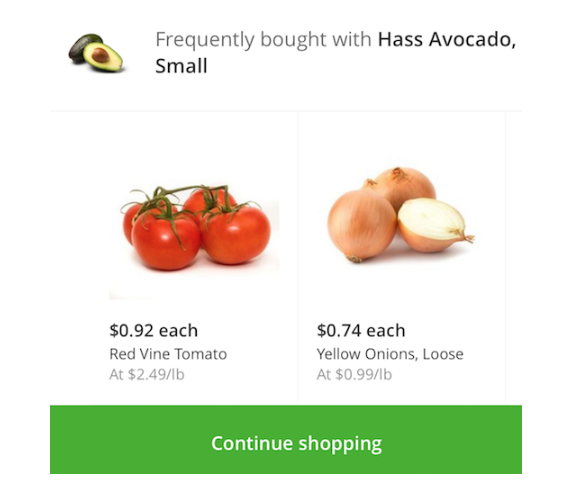 Frequently bought with Hass Avocado,
Small
$0.92 each
Red Vine Tomato
At $2.49/lb
$0.74 each
Yellow Onions, Loose
At $0.99/lb
Continue shopping